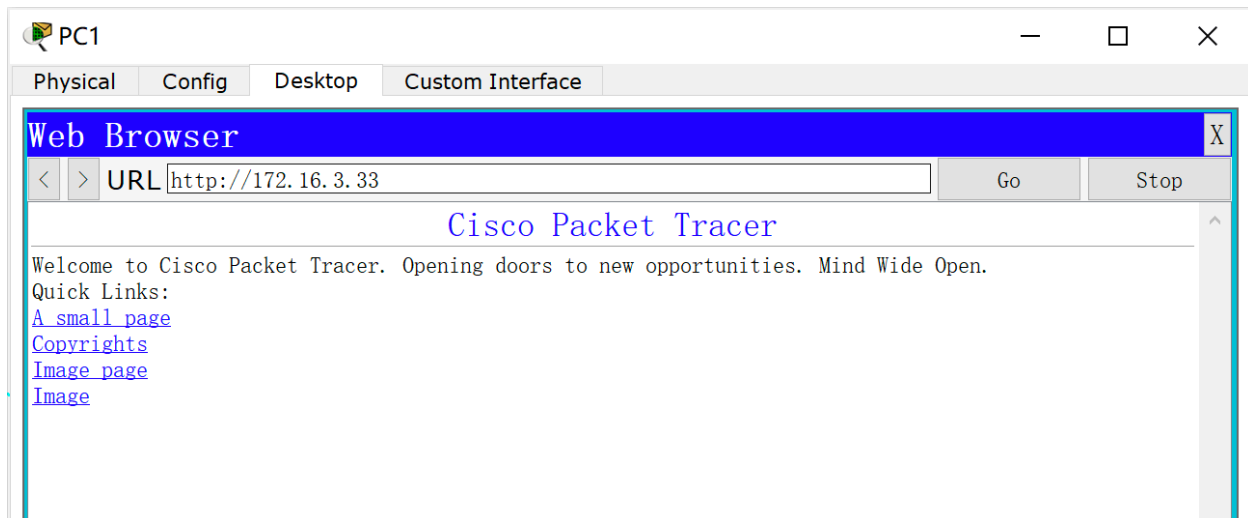 PC1
Physical Config Desktop Custom Interface
Web Browser X
< > URL http://172.16.3.33 Go Stop
Cisco Packet Tracer
Welcome to Cisco Packet Tracer. Opening doors to new opportunities. Mind Wide Open.
Quick Links:
A small page
Copyrights
Image page
Image